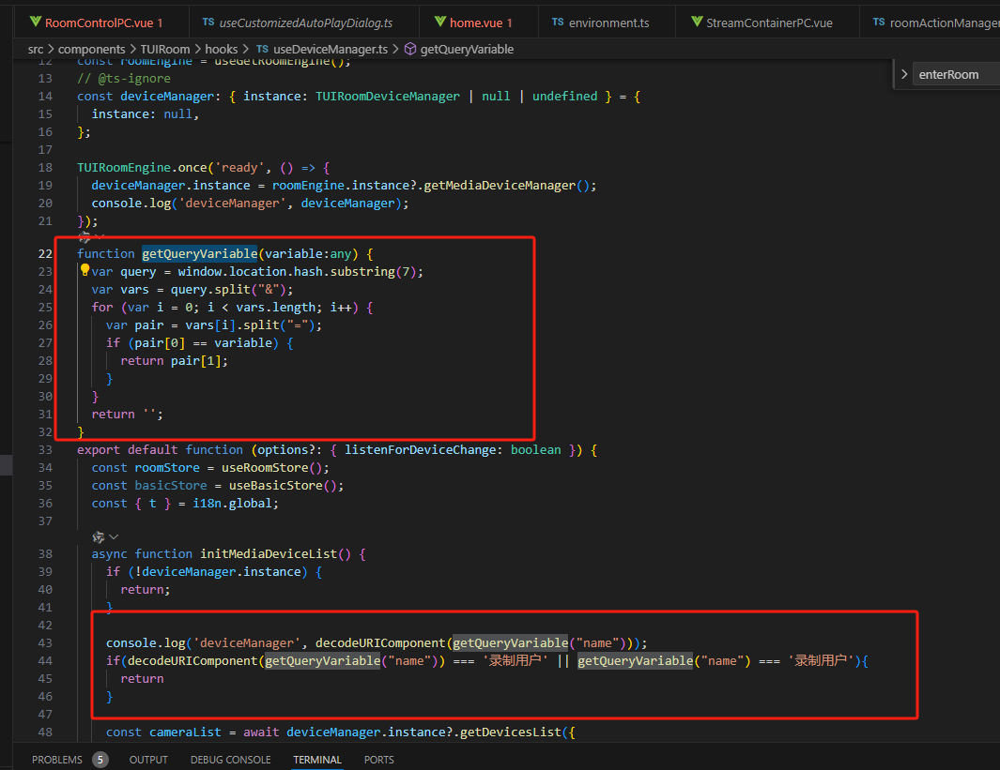 RoomControlPC.vue 1
TS useCustomizedAutoPlayDialog.ts
home.vue 1
TS environment.ts
StreamContainerPC.vue
TS roomActionManager
src > components > TUIRoom > hooks > TS useDeviceManager.ts > getQueryVariable
enterRoom
12 const roomEngine = useGetRoomEngine();
13 // @ts-ignore
14 const deviceManager: { instance: TUIRoomDeviceManager | null | undefined } = {
15 instance: null,
16 };
17
18 TUIRoomEngine.once('ready', () => {
19 deviceManager.instance = roomEngine.instance?.getMediaDeviceManager();
20 console.log('deviceManager', deviceManager);
21 });
22 function getQueryVariable(variable:any) {
23 var query = window.location.hash.substring(7);
24 var vars = query.split("&");
25 for (var i = 0; i < vars.length; i++) {
26 var pair = vars[i].split("=");
27 if (pair[0] == variable) {
28 return pair[1];
29 }
30 }
31 return '';
32 }
33 export default function (options?: { listenForDeviceChange: boolean }) {
34 const roomStore = useRoomStore();
35 const basicStore = useBasicStore();
36 const { t } = i18n.global;
37
38 async function initMediaDeviceList() {
39 if (!deviceManager.instance) {
40 return;
41 }
42
43 console.log('deviceManager', decodeURIComponent(getQueryVariable("name")));
44 if(decodeURIComponent(getQueryVariable("name")) === '录制用户' || getQueryVariable("name") === '录制用户'){
45 return
46 }
47
48 const cameraList = await deviceManager.instance?.getDevicesList({
PROBLEMS 5 OUTPUT DEBUG CONSOLE TERMINAL PORTS